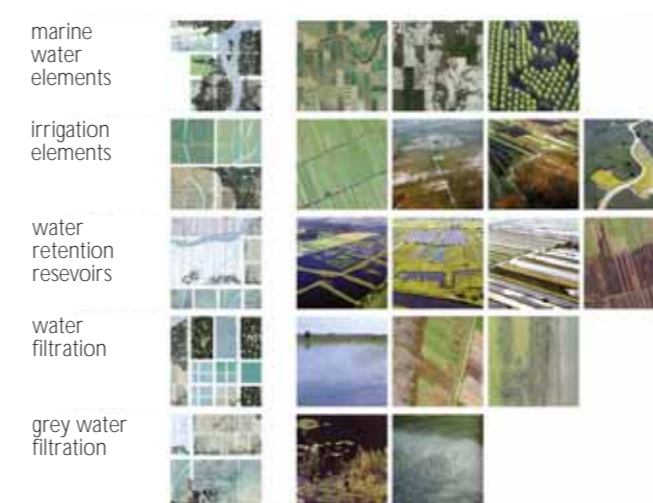 marine
water
elements
irrigation
elements
water
retention
resevoirs
water
filtration
grey water
filtration